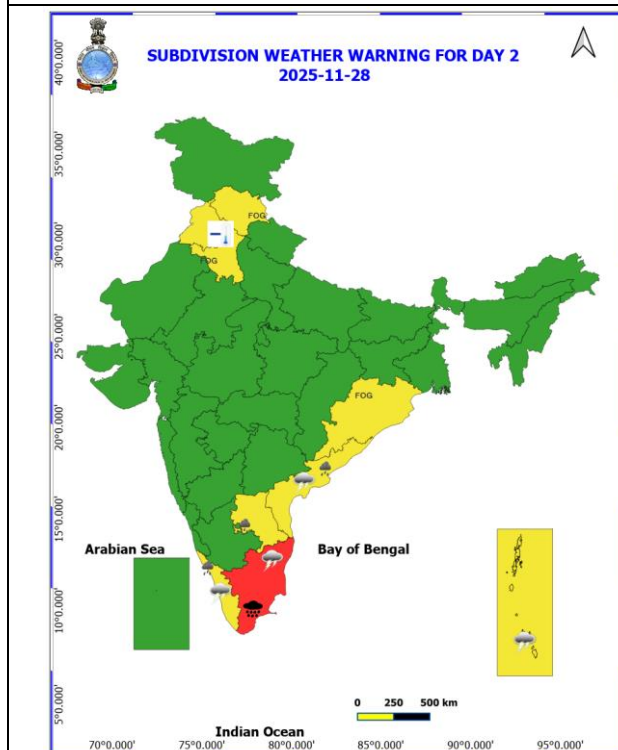 SUBDIVISION WEATHER WARNING FOR DAY 2
2025-11-28
40°0.000'
35°0.000'
30°0.000'
25°0.000'
20°0.000'
15°0.000'
10°0.000'
5°0.000'
FOG
FOG
FOG
Arabian Sea
Bay of Bengal
0 250 500 km
Indian Ocean
70°0.000' 75°0.000' 80°0.000' 85°0.000' 90°0.000' 95°0.000'